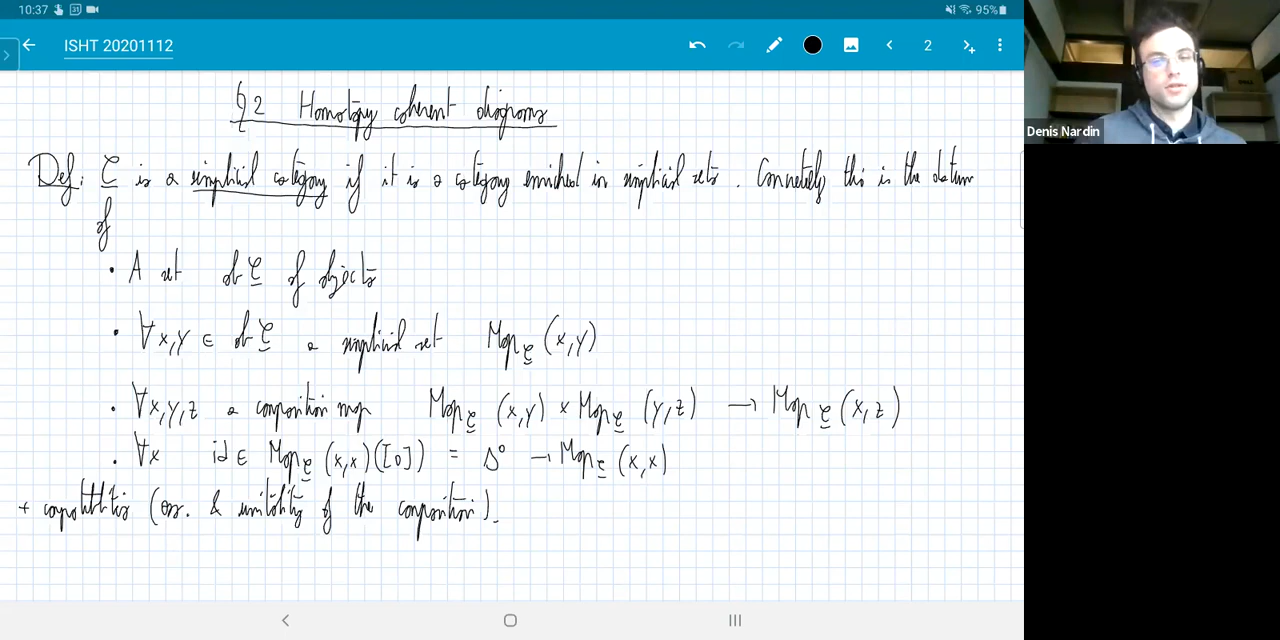 10:37 31 95%
ISHT 20201112 2
§2 Homotopy coherent diagrams
Def: C is a simplicial category if it is a category enriched in simplicial sets. Concretely this is the datum
of
• A set ob C of objects
• ∀x,y ∈ ob C a simplicial set Map_C (x,y)
• ∀x,y,z a composition map Map_C (x,y) × Map_C (y,z) → Map_C (x,z)
• ∀x id ∈ Map_C (x,x)([0]) = Δ⁰ → Map_C (x,x)
+ compatibilities (ass. & unitality of the composition).
Denis Nardin